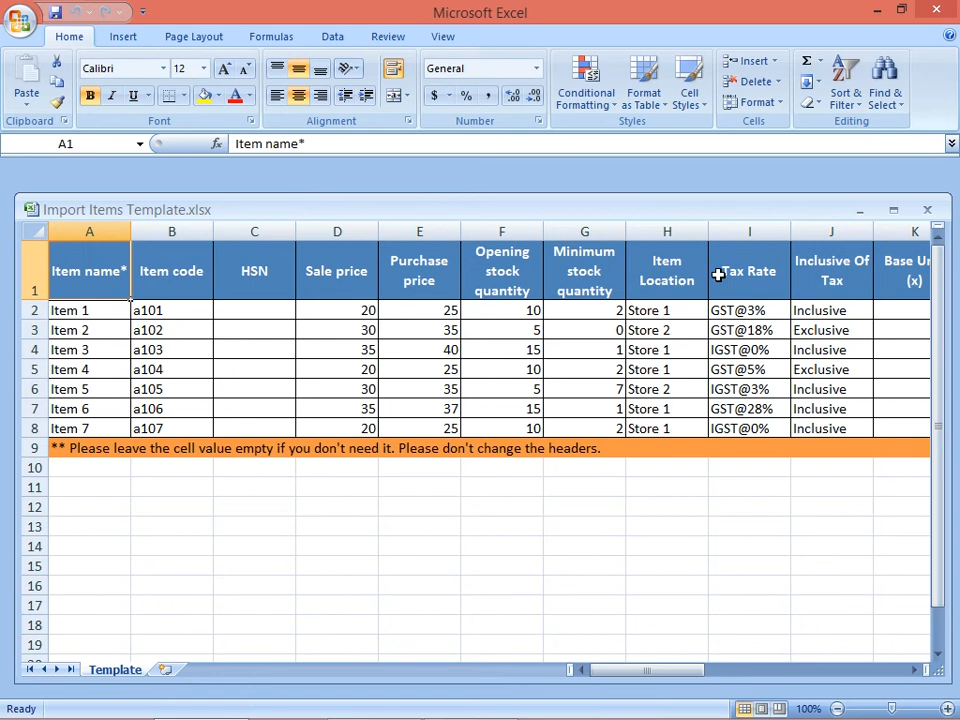 Microsoft Excel
Home Insert Page Layout Formulas Data Review View
Paste
Clipboard
Calibri 12
B I U
Font
Alignment
General
$ % ,
Number
Conditional Formatting
Format as Table
Cell Styles
Styles
Insert
Delete
Format
Cells
Σ
Sort & Filter
Find & Select
Editing
A1 fx Item name*
Import Items Template.xlsx
A B C D E F G H I J K
1 Item name* Item code HSN Sale price Purchase price Opening stock quantity Minimum stock quantity Item Location Tax Rate Inclusive Of Tax Base Un (x)
2 Item 1 a101 20 25 10 2 Store 1 GST@3% Inclusive
3 Item 2 a102 30 35 5 0 Store 1 GST@18% Exclusive
4 Item 3 a103 35 40 15 1 Store 1 IGST@0% Inclusive
5 Item 4 a104 20 25 10 2 Store 1 GST@5% Exclusive
6 Item 5 a105 30 35 5 7 Store 2 IGST@3% Inclusive
7 Item 6 a106 35 37 15 1 Store 1 GST@28% Inclusive
8 Item 7 a107 20 25 10 2 Store 1 IGST@0% Inclusive
9 ** Please leave the cell value empty if you don't need it. Please don't change the headers.
10
11
12
13
14
15
16
17
18
19
Template
Ready 100%